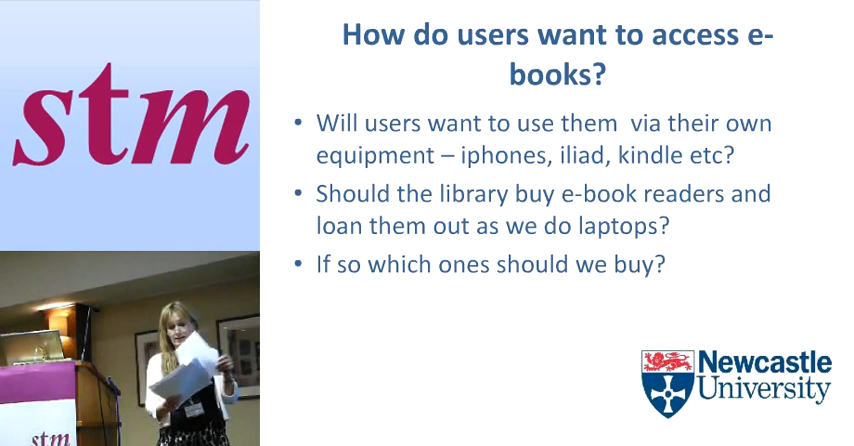 stm
How do users want to access e-
books?
• Will users want to use them  via their own
equipment – iphones, iliad, kindle etc?
• Should the library buy e-book readers and
loan them out as we do laptops?
• If so which ones should we buy?
stm
Newcastle
University